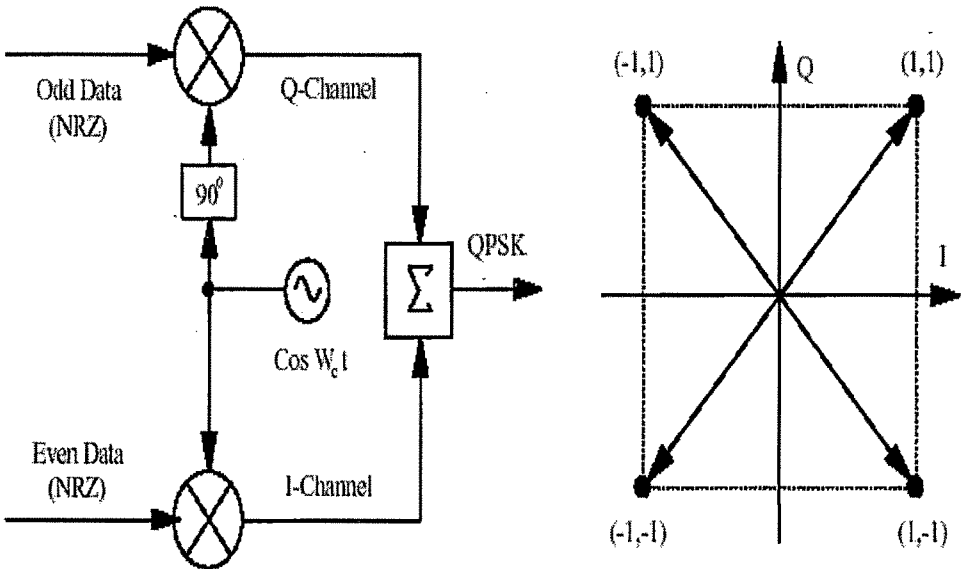 Odd Data
(NRZ)
Q-Channel
90⁰
QPSK
Σ
Cos W_c t
Even Data
(NRZ)
I-Channel
(-1,1)
Q
(1,1)
I
(-1,-1)
(1,-1)